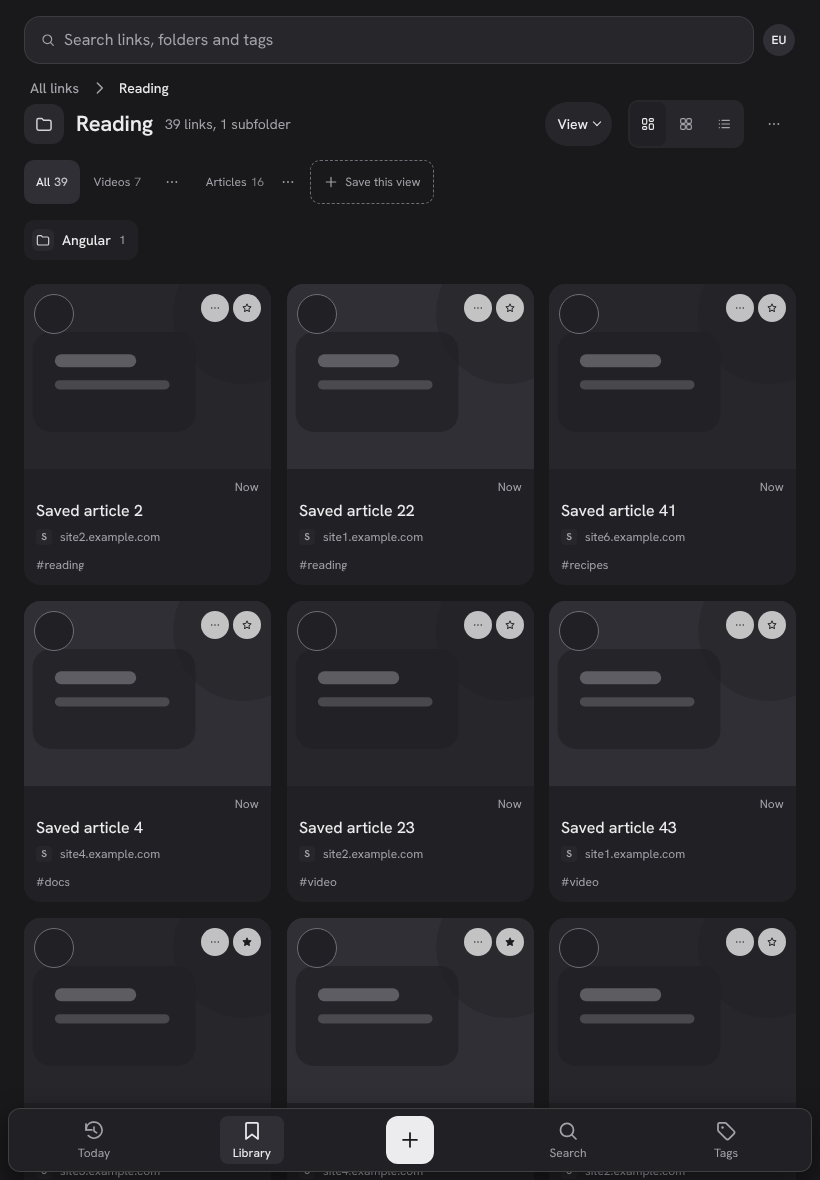 Search links, folders and tags
EU
All links > Reading
Reading 39 links, 1 subfolder
View
All 39
Videos 7
Articles 16
Save this view
Angular 1
Now
Saved article 2
S site2.example.com
#reading
Now
Saved article 22
S site1.example.com
#reading
Now
Saved article 41
S site6.example.com
#recipes
Now
Saved article 4
S site4.example.com
#docs
Now
Saved article 23
S site2.example.com
#video
Now
Saved article 43
S site1.example.com
#video
Today
Library
Search
Tags